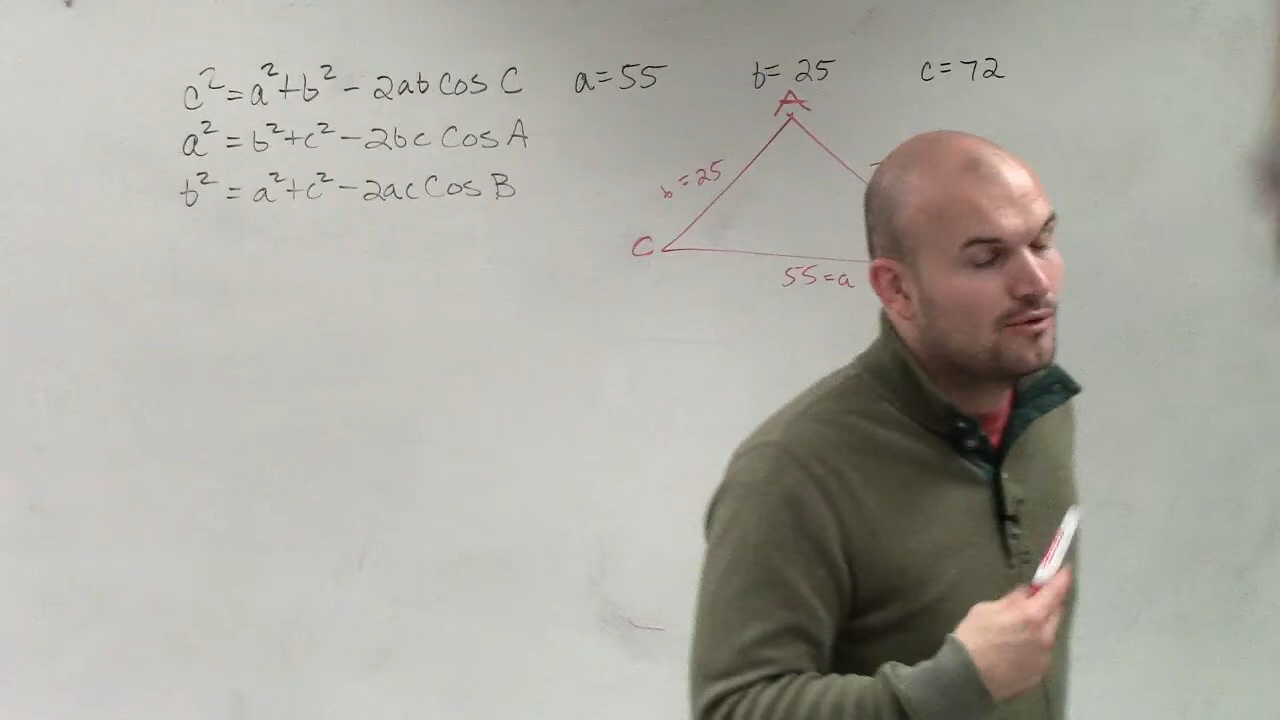 c²=a²+b²-2ab cos C a=55 b=25 c=72
a²=b²+c²-2bc Cos A
b²=a²+c²-2ac Cos B
A
b=25
C
55=a